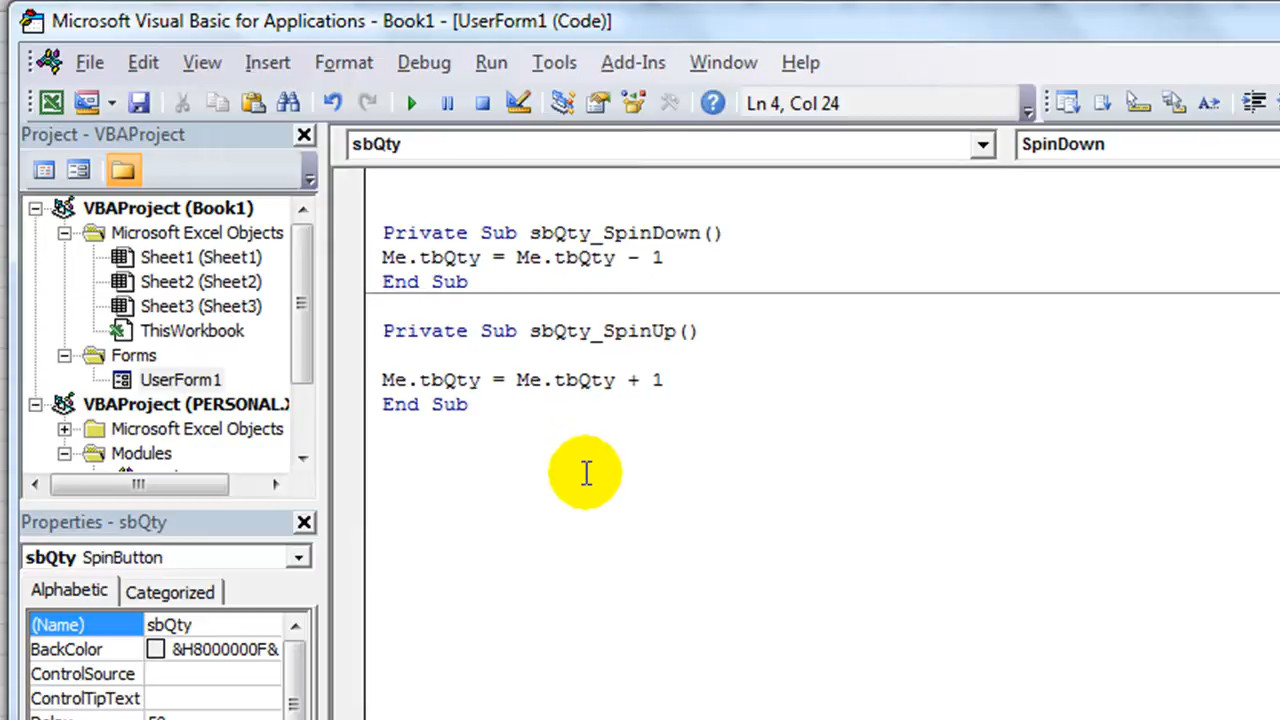 Microsoft Visual Basic for Applications - Book1 - [UserForm1 (Code)]
File Edit View Insert Format Debug Run Tools Add-Ins Window Help
Ln 4, Col 24
Project - VBAProject
sbQty
SpinDown
VBAProject (Book1)
Microsoft Excel Objects
Sheet1 (Sheet1)
Sheet2 (Sheet2)
Sheet3 (Sheet3)
ThisWorkbook
Forms
UserForm1
VBAProject (PERSONAL.
Microsoft Excel Objects
Modules
Private Sub sbQty_SpinDown()
Me.tbQty = Me.tbQty - 1
End Sub
Private Sub sbQty_SpinUp()
Me.tbQty = Me.tbQty + 1
End Sub
Properties - sbQty
sbQty SpinButton
Alphabetic Categorized
(Name) sbQty
BackColor &H8000000F&
ControlSource
ControlTipText